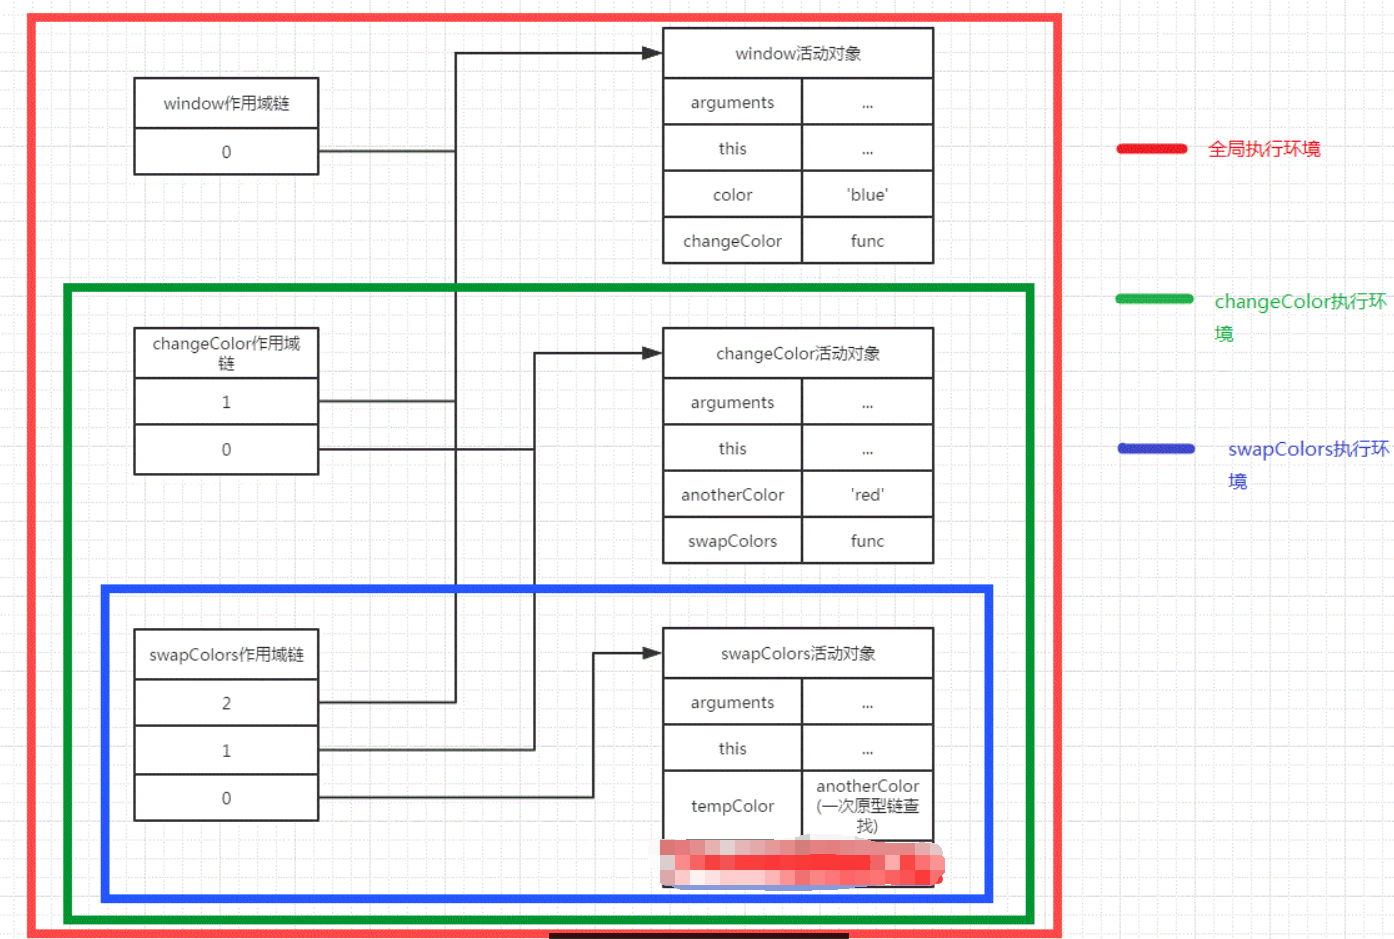 window活动对象
window作用域链
arguments ...
0
this ...
color 'blue'
changeColor func
全局执行环境
changeColor执行环
境
changeColor作用域
链
changeColor活动对象
1
arguments ...
0
this ...
anotherColor 'red'
swapColors func
swapColors执行环
境
swapColors作用域链
swapColors活动对象
2
arguments ...
1
this ...
0
tempColor
anotherColor
(一次原型链查
找)